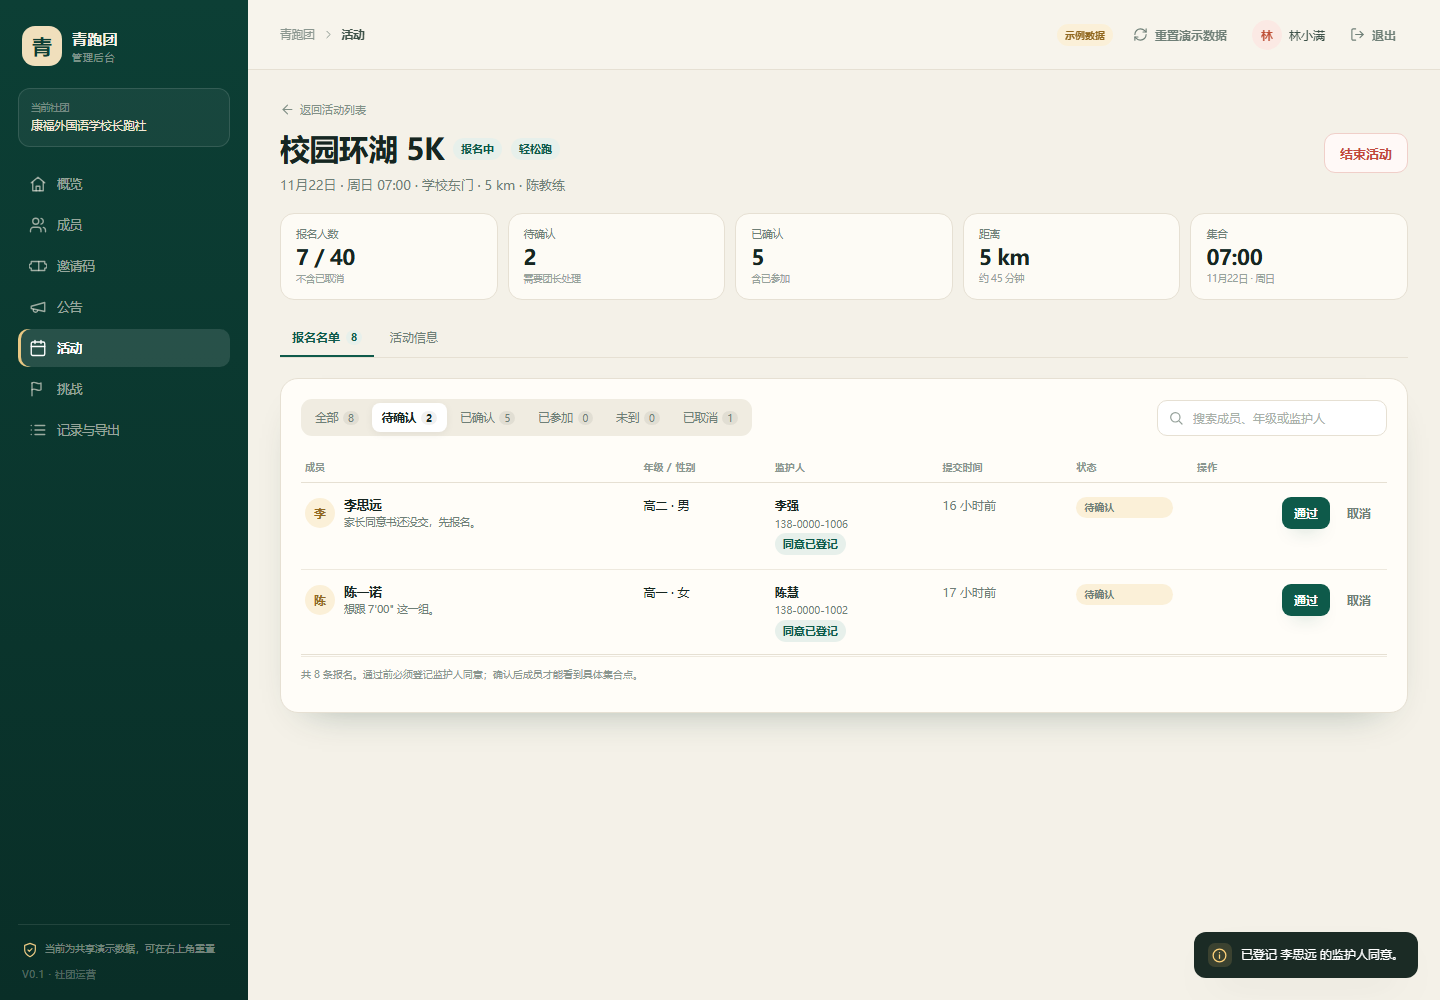 青
青跑团
管理后台
当前社团
康福外国语学校长跑社
概览
成员
邀请码
公告
活动
挑战
记录与导出
当前为共享演示数据，可在右上角重置
V0.1 · 社团运营
青跑团 > 活动
示例数据
重置演示数据
林 林小满
退出
返回活动列表
校园环湖 5K 报名中 轻松跑
11月22日 · 周日 07:00 · 学校东门 · 5 km · 陈教练
结束活动
报名人数
7 / 40
不含已取消
待确认
2
需要团长处理
已确认
5
含已参加
距离
5 km
约 45 分钟
集合
07:00
11月22日 · 周日
报名名单 8 活动信息
全部 8 待确认 2 已确认 5 已参加 0 未到 0 已取消 1
搜索成员、年级或监护人
成员 年级 / 性别 监护人 提交时间 状态 操作
李 李思远
家长同意书还没交，先报名。
高二 · 男
李强
138-0000-1006
同意已登记
16 小时前
待确认
通过 取消
陈 陈一诺
想跟 7'00" 这一组。
高一 · 女
陈慧
138-0000-1002
同意已登记
17 小时前
待确认
通过 取消
共 8 条报名。通过前必须登记监护人同意；确认后成员才能看到具体集合点。
已登记 李思远 的监护人同意。